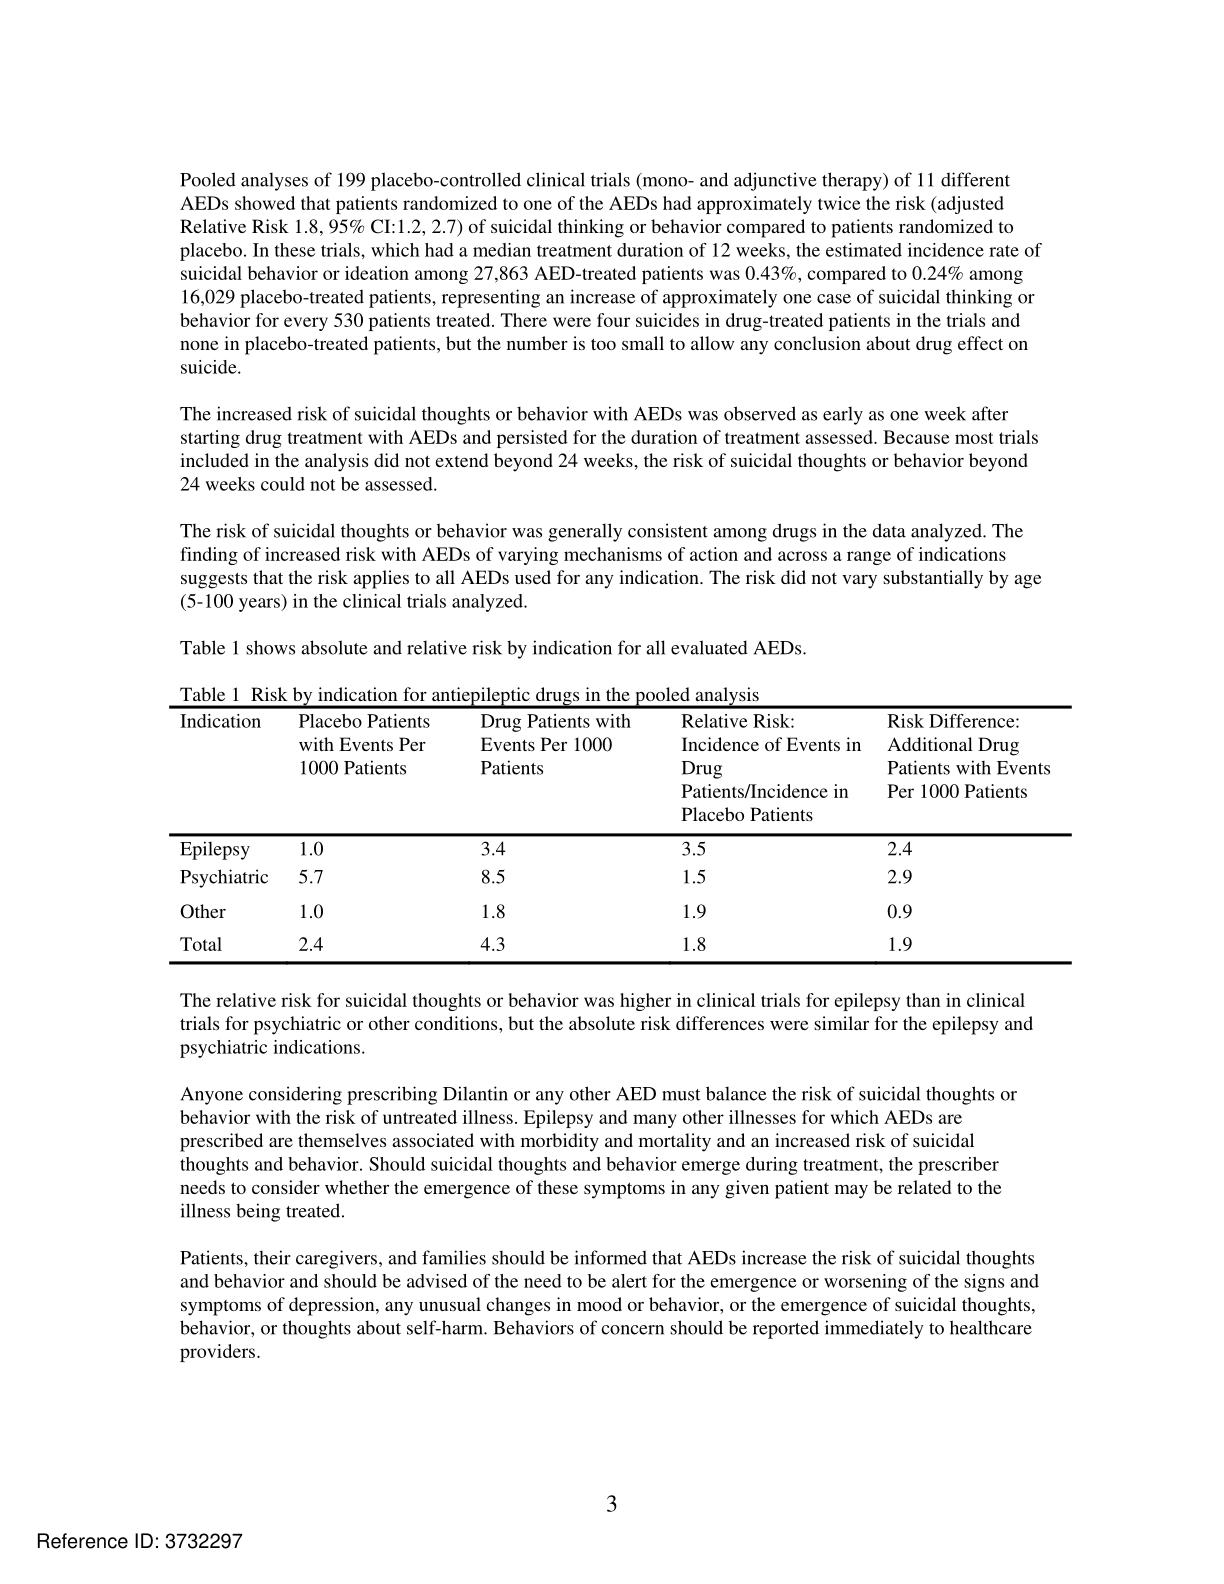 Pooled analyses of 199 placebo-controlled clinical trials (mono- and adjunctive therapy) of 11 different
AEDs showed that patients randomized to one of the AEDs had approximately twice the risk (adjusted
Relative Risk 1.8, 95% CI:1.2, 2.7) of suicidal thinking or behavior compared to patients randomized to
placebo. In these trials, which had a median treatment duration of 12 weeks, the estimated incidence rate of
suicidal behavior or ideation among 27,863 AED-treated patients was 0.43%, compared to 0.24% among
16,029 placebo-treated patients, representing an increase of approximately one case of suicidal thinking or
behavior for every 530 patients treated. There were four suicides in drug-treated patients in the trials and
none in placebo-treated patients, but the number is too small to allow any conclusion about drug effect on
suicide.
The increased risk of suicidal thoughts or behavior with AEDs was observed as early as one week after
starting drug treatment with AEDs and persisted for the duration of treatment assessed. Because most trials
included in the analysis did not extend beyond 24 weeks, the risk of suicidal thoughts or behavior beyond
24 weeks could not be assessed.
The risk of suicidal thoughts or behavior was generally consistent among drugs in the data analyzed. The
finding of increased risk with AEDs of varying mechanisms of action and across a range of indications
suggests that the risk applies to all AEDs used for any indication. The risk did not vary substantially by age
(5-100 years) in the clinical trials analyzed.
Table 1 shows absolute and relative risk by indication for all evaluated AEDs.
Table 1  Risk by indication for antiepileptic drugs in the pooled analysis
Indication Placebo Patients Drug Patients with Relative Risk: Risk Difference:
with Events Per Events Per 1000 Incidence of Events in Additional Drug
1000 Patients Patients Drug Patients with Events
Patients/Incidence in Per 1000 Patients
Placebo Patients
Epilepsy 1.0 3.4 3.5 2.4
Psychiatric 5.7 8.5 1.5 2.9
Other 1.0 1.8 1.9 0.9
Total 2.4 4.3 1.8 1.9
The relative risk for suicidal thoughts or behavior was higher in clinical trials for epilepsy than in clinical
trials for psychiatric or other conditions, but the absolute risk differences were similar for the epilepsy and
psychiatric indications.
Anyone considering prescribing Dilantin or any other AED must balance the risk of suicidal thoughts or
behavior with the risk of untreated illness. Epilepsy and many other illnesses for which AEDs are
prescribed are themselves associated with morbidity and mortality and an increased risk of suicidal
thoughts and behavior. Should suicidal thoughts and behavior emerge during treatment, the prescriber
needs to consider whether the emergence of these symptoms in any given patient may be related to the
illness being treated.
Patients, their caregivers, and families should be informed that AEDs increase the risk of suicidal thoughts
and behavior and should be advised of the need to be alert for the emergence or worsening of the signs and
symptoms of depression, any unusual changes in mood or behavior, or the emergence of suicidal thoughts,
behavior, or thoughts about self-harm. Behaviors of concern should be reported immediately to healthcare
providers.
3
Reference ID: 3732297